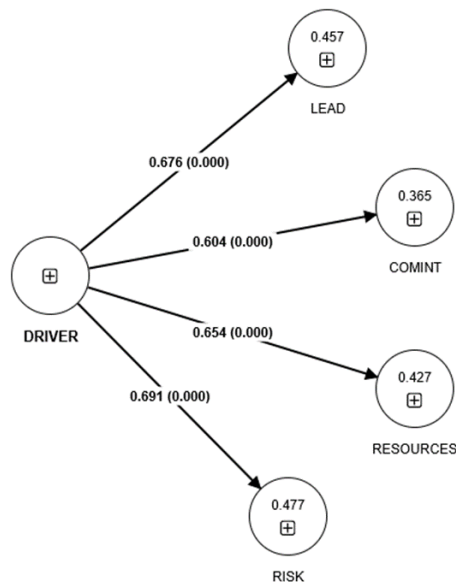 0.457
LEAD
0.676 (0.000)
0.365
COMINT
0.604 (0.000)
DRIVER
0.654 (0.000)
0.427
RESOURCES
0.691 (0.000)
0.477
RISK